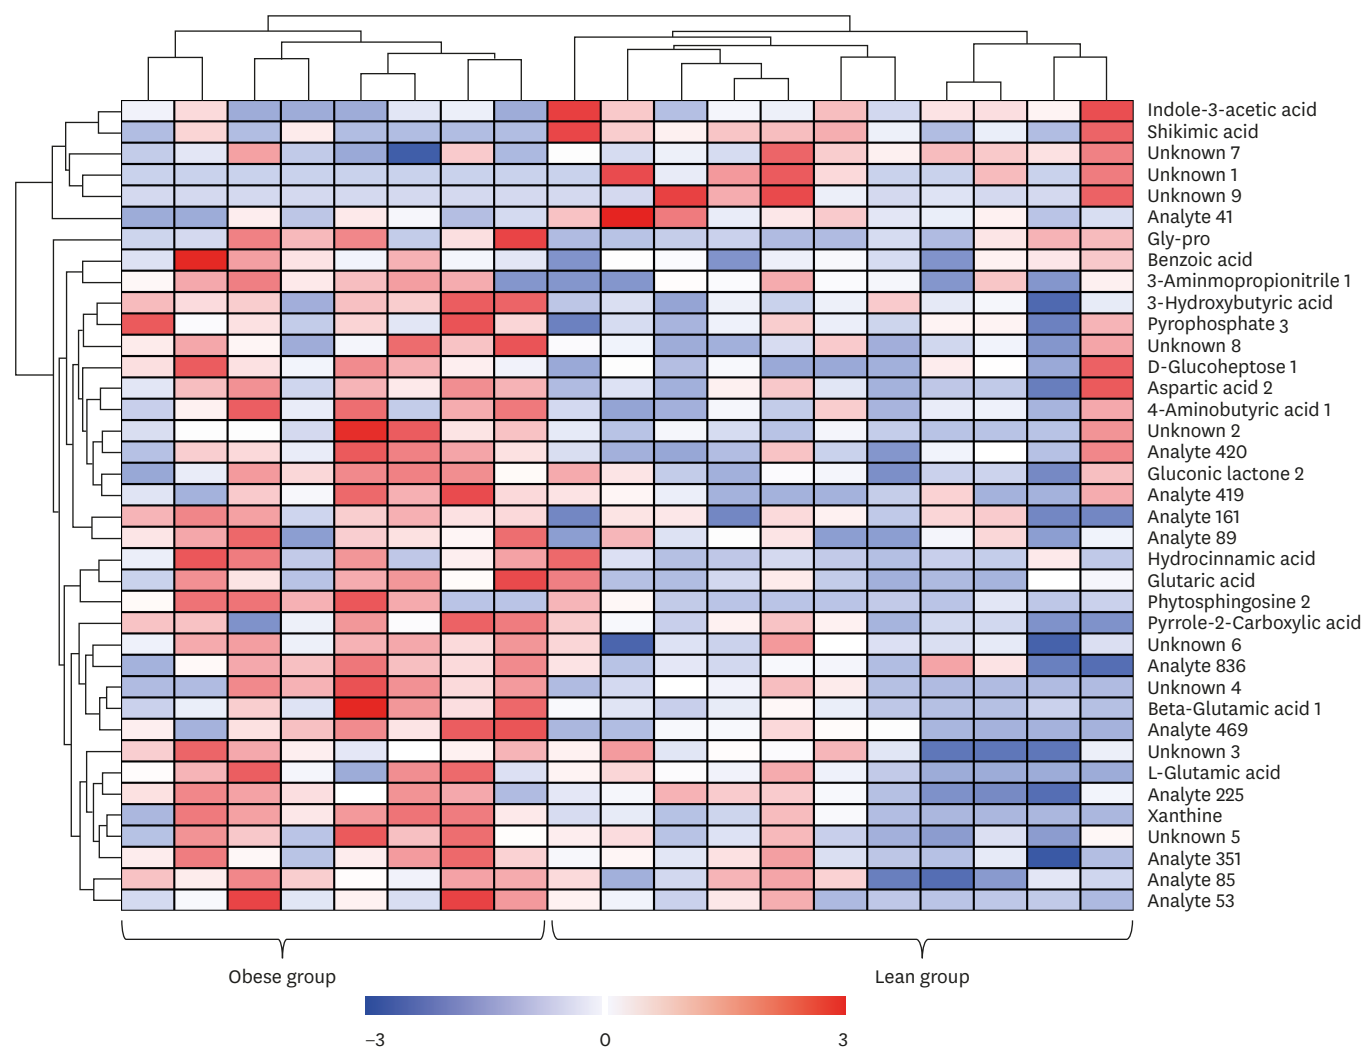 Indole-3-acetic acid
Shikimic acid
Unknown 7
Unknown 1
Unknown 9
Analyte 41
Gly-pro
Benzoic acid
3-Aminmopropionitrile 1
3-Hydroxybutyric acid
Pyrophosphate 3
Unknown 8
D-Glucoheptose 1
Aspartic acid 2
4-Aminobutyric acid 1
Unknown 2
Analyte 420
Gluconic lactone 2
Analyte 419
Analyte 161
Analyte 89
Hydrocinnamic acid
Glutaric acid
Phytosphingosine 2
Pyrrole-2-Carboxylic acid
Unknown 6
Analyte 836
Unknown 4
Beta-Glutamic acid 1
Analyte 469
Unknown 3
L-Glutamic acid
Analyte 225
Xanthine
Unknown 5
Analyte 351
Analyte 85
Analyte 53
Obese group Lean group
−3 0 3